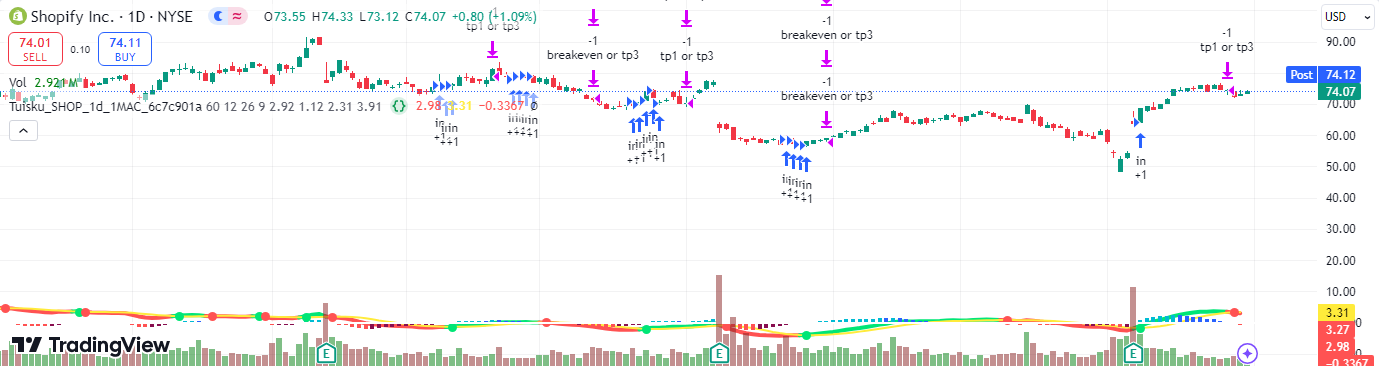 Shopify Inc. · 1D · NYSE O73.55 H74.33 L73.12 C74.07 +0.80 (+1.09%)
USD
74.01 SELL
0.10
74.11 BUY
Vol 2.92 M
Tuisku_SHOP_1d_1MAC_6c7c901a 60 12 26 9 2.92 1.12 2.31 3.91 2.98 3.31 −0.3367 Ø
tp1 or tp3
-1
breakeven or tp3
-1
tp1 or tp3
-1
breakeven or tp3
-1
breakeven or tp3
-1
tp1 or tp3
in
+1
in
+1
in
+1
in
+1
in
+1
90.00
Post 74.12
74.07
70.00
60.00
50.00
40.00
30.00
20.00
10.00
3.31
3.27
2.98
−0.3367
E
E
E
TradingView